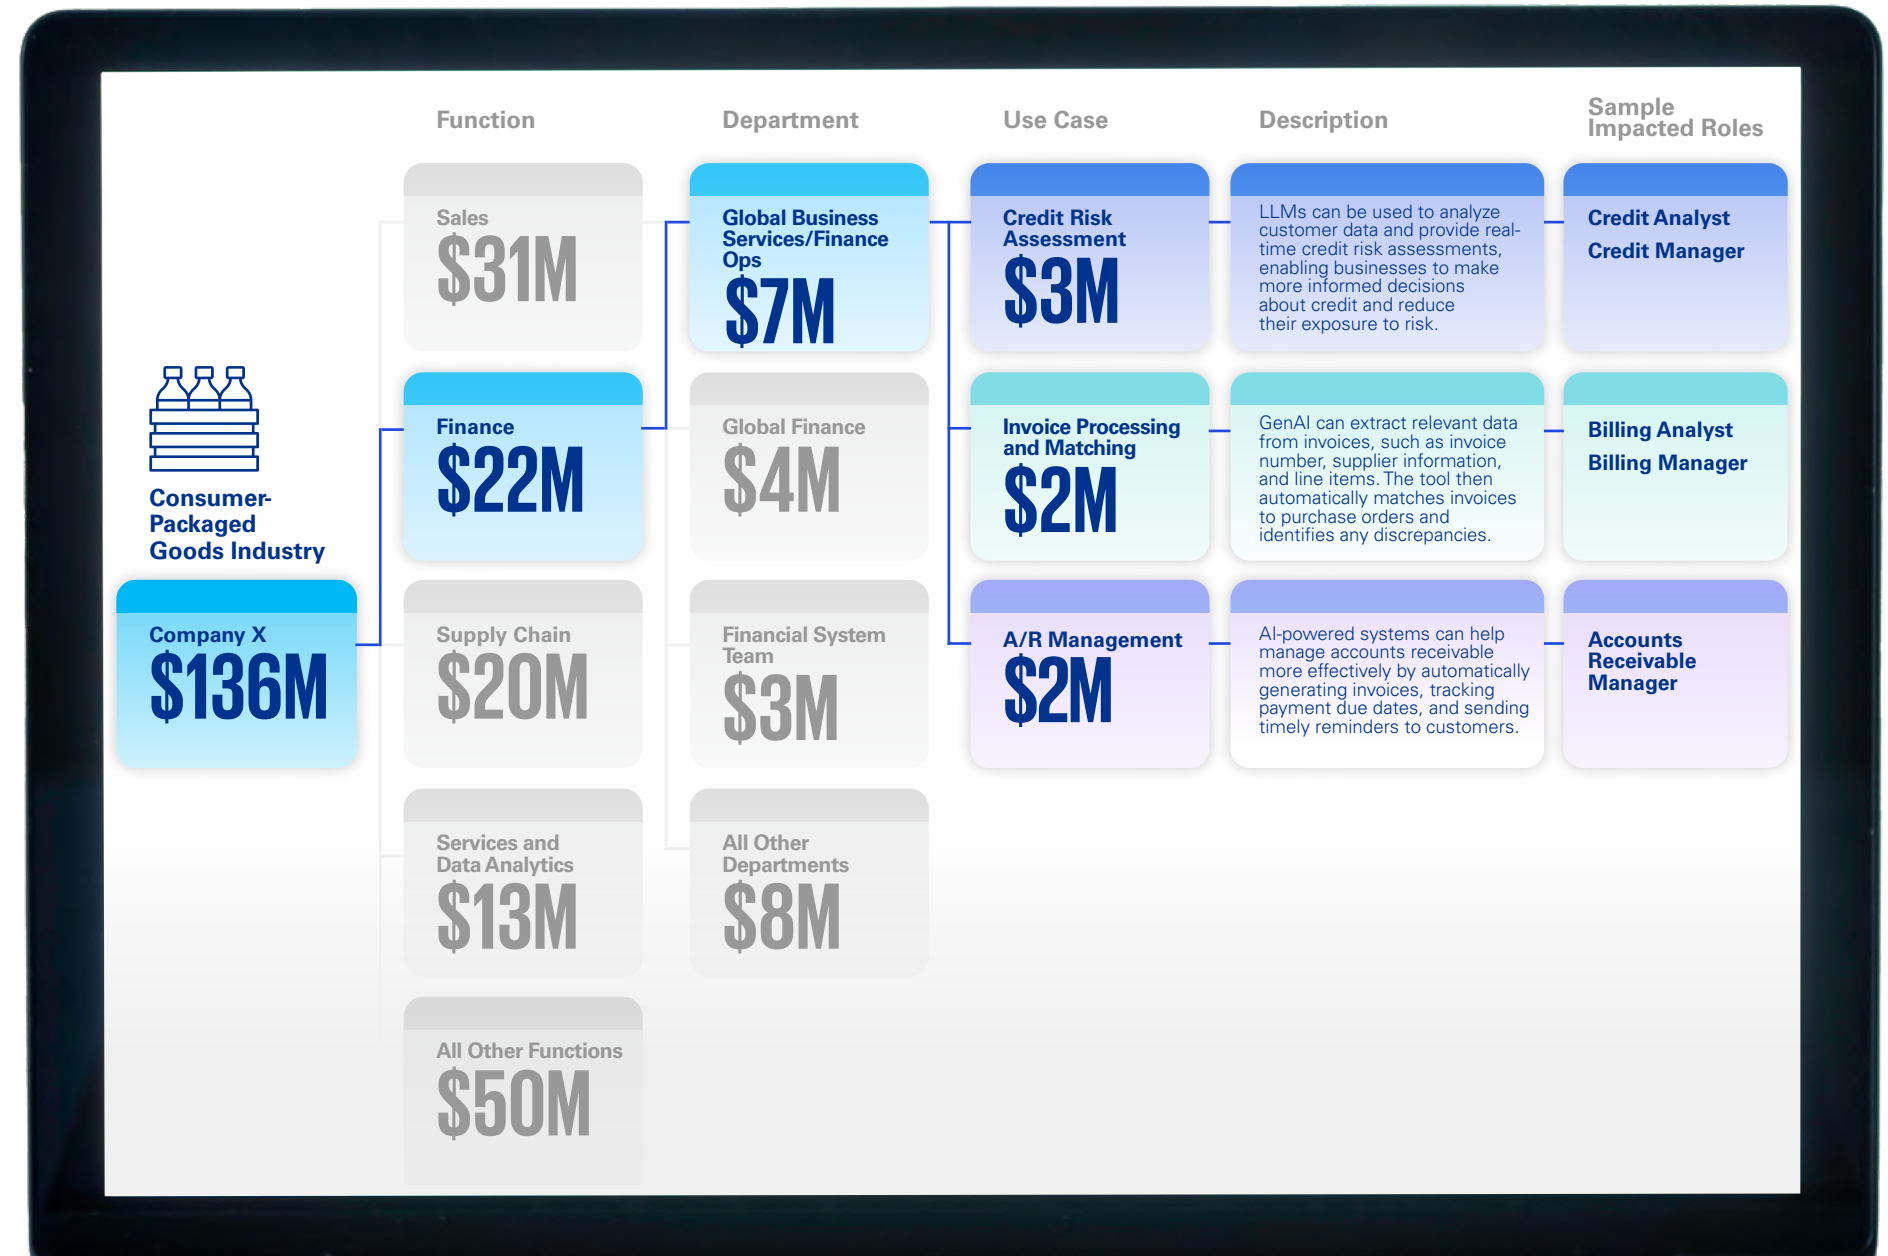 Function
Department
Use Case
Description
Sample
Impacted Roles
Consumer-
Packaged
Goods Industry
Company X
$136M
Sales
$31M
Finance
$22M
Supply Chain
$20M
Services and
Data Analytics
$13M
All Other Functions
$50M
Global Business
Services/Finance
Ops
$7M
Global Finance
$4M
Financial System
Team
$3M
All Other
Departments
$8M
Credit Risk
Assessment
$3M
LLMs can be used to analyze
customer data and provide real-
time credit risk assessments,
enabling businesses to make
more informed decisions
about credit and reduce
their exposure to risk.
Credit Analyst
Credit Manager
Invoice Processing
and Matching
$2M
GenAI can extract relevant data
from invoices, such as invoice
number, supplier information,
and line items. The tool then
automatically matches invoices
to purchase orders and
identifies any discrepancies.
Billing Analyst
Billing Manager
A/R Management
$2M
AI-powered systems can help
manage accounts receivable
more effectively by automatically
generating invoices, tracking
payment due dates, and sending
timely reminders to customers.
Accounts
Receivable
Manager